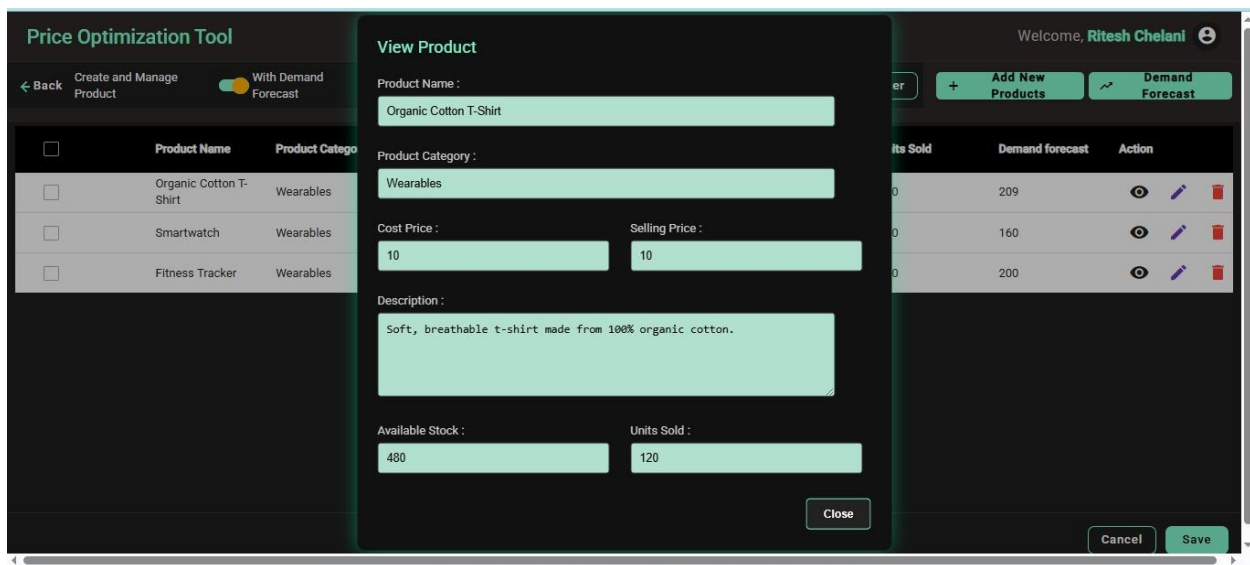 Price Optimization Tool
Welcome, Ritesh Chelani
Back
Create and Manage
Product
With Demand
Forecast
er
+ Add New
Products
Demand
Forecast
Product Name
Product Catego
its Sold
Demand forecast
Action
Organic Cotton T-
Shirt
Wearables
0
209
Smartwatch
Wearables
0
160
Fitness Tracker
Wearables
0
200
View Product
Product Name :
Organic Cotton T-Shirt
Product Category :
Wearables
Cost Price :
Selling Price :
10
10
Description :
Soft, breathable t-shirt made from 100% organic cotton.
Available Stock :
Units Sold :
480
120
Close
Cancel
Save